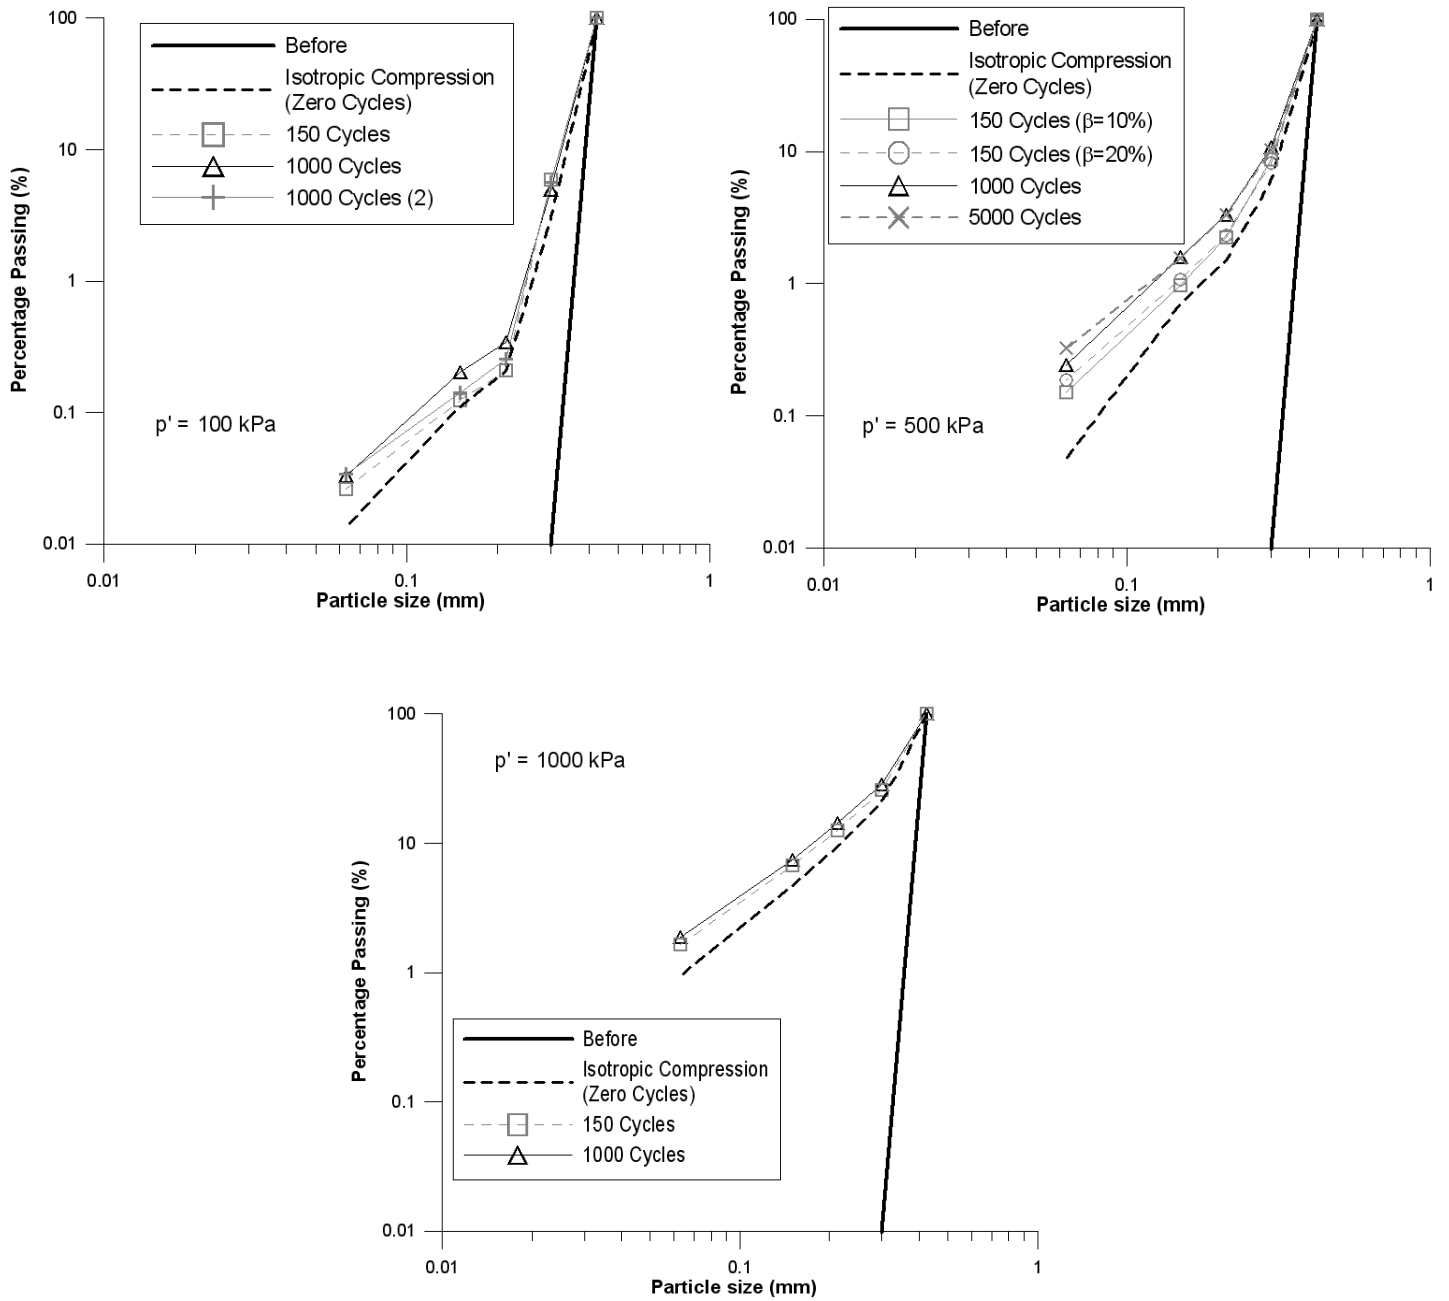 100
10
1
0.1
0.01
Percentage Passing (%)
Before
Isotropic Compression
(Zero Cycles)
150 Cycles
1000 Cycles
1000 Cycles (2)
p' = 100 kPa
0.01
0.1
1
Particle size (mm)
100
10
1
0.1
0.01
Percentage Passing (%)
Before
Isotropic Compression
(Zero Cycles)
150 Cycles (β=10%)
150 Cycles (β=20%)
1000 Cycles
5000 Cycles
p' = 500 kPa
0.01
0.1
1
Particle size (mm)
100
10
1
0.1
0.01
Percentage Passing (%)
p' = 1000 kPa
Before
Isotropic Compression
(Zero Cycles)
150 Cycles
1000 Cycles
0.01
0.1
1
Particle size (mm)